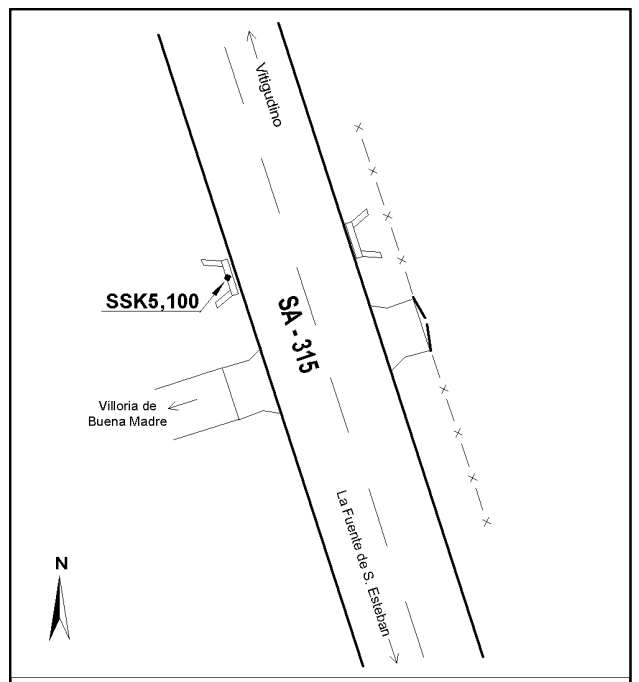 Vitigudino
SSK5,100
SA - 315
Villoria de
Buena Madre
La Fuente de S. Esteban
N